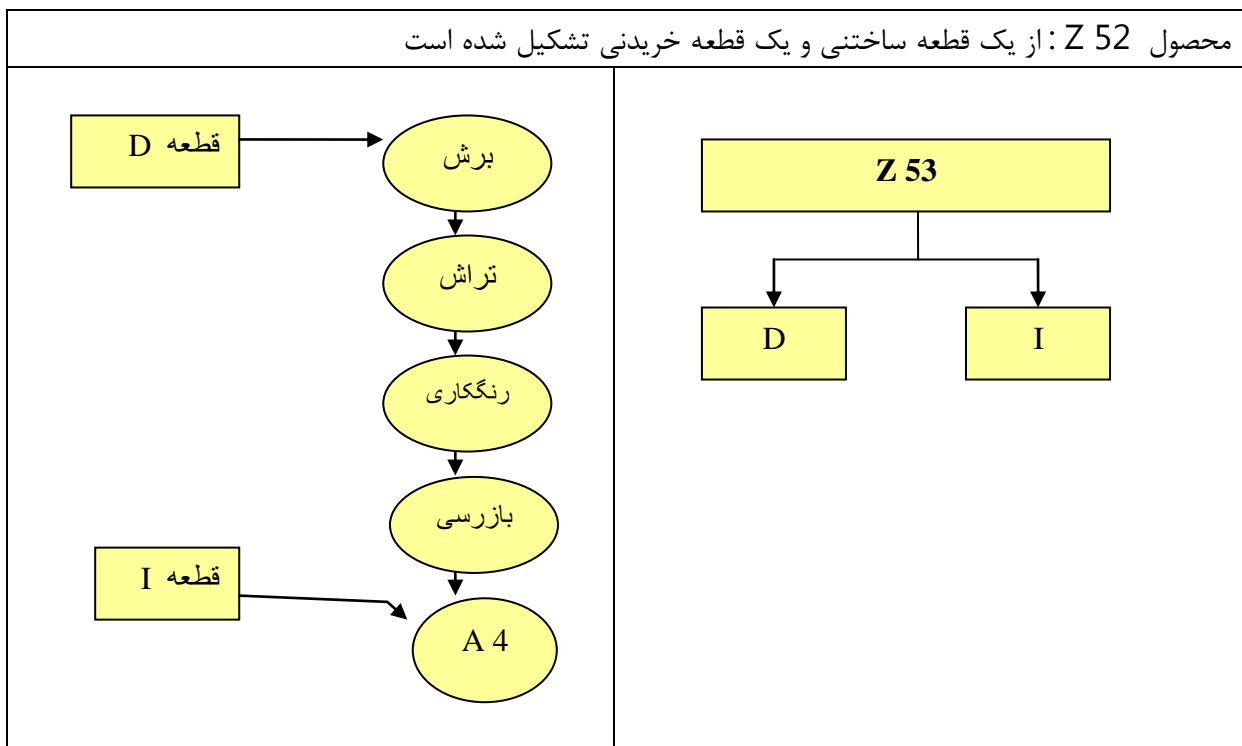 محصول Z 52 : از یک قطعه ساختنی و یک قطعه خریدنی تشکیل شده است
Z 53
D
I
قطعه D
برش
تراش
رنگکاری
بازرسی
قطعه I
A 4